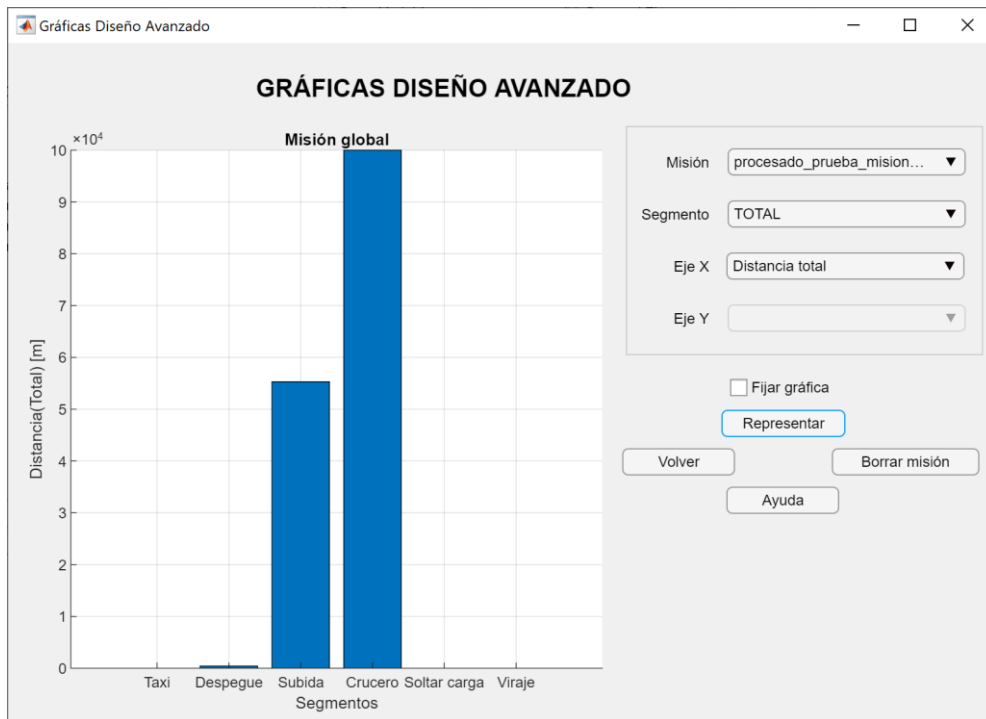 Gráficas Diseño Avanzado
GRÁFICAS DISEÑO AVANZADO
Misión global
×10⁴
10
9
8
7
6
5
4
3
2
1
0
Distancia(Total) [m]
Taxi Despegue Subida Crucero Soltar carga Viraje
Segmentos
Misión procesado_prueba_mision...
Segmento TOTAL
Eje X Distancia total
Eje Y
Fijar gráfica
Representar
Volver Borrar misión
Ayuda